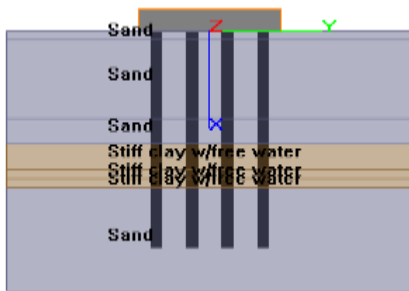 Sand
Z
Y
Sand
Sand
X
Stiff clay w/free water
Stiff clay w/free water
Stiff clay w/free water
Sand